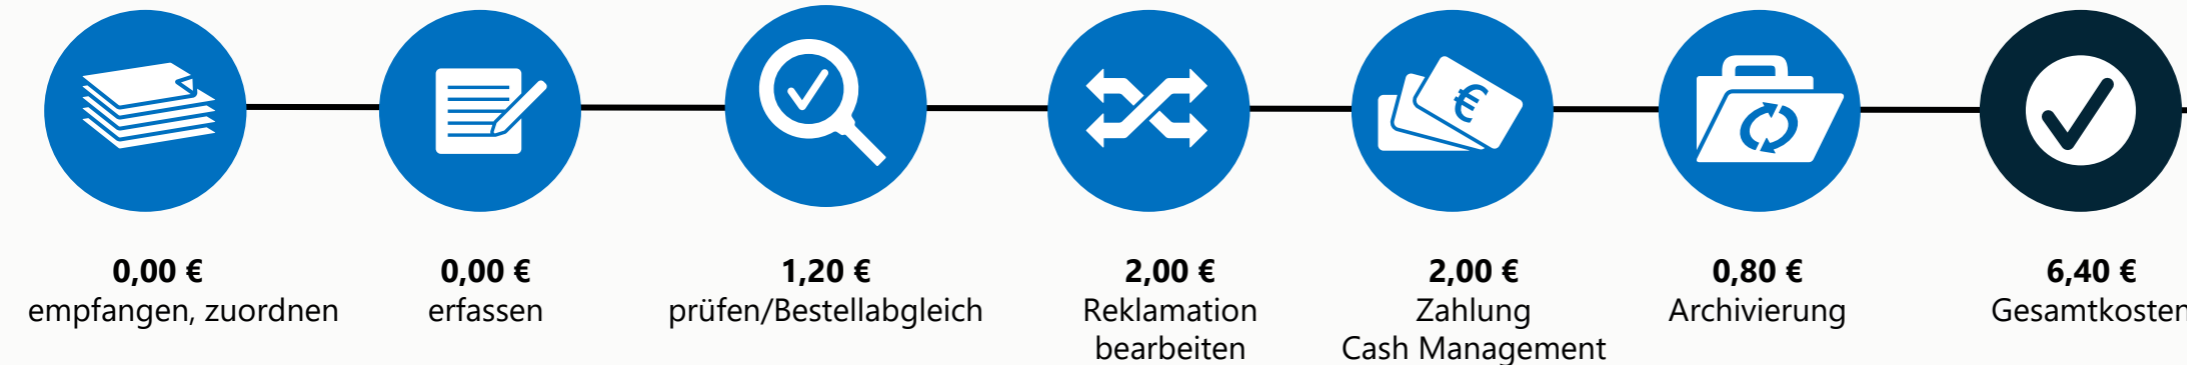 0,00 €
empfangen, zuordnen
0,00 €
erfassen
1,20 €
prüfen/Bestellabgleich
2,00 €
Reklamation
bearbeiten
2,00 €
Zahlung
Cash Management
0,80 €
Archivierung
6,40 €
Gesamtkosten